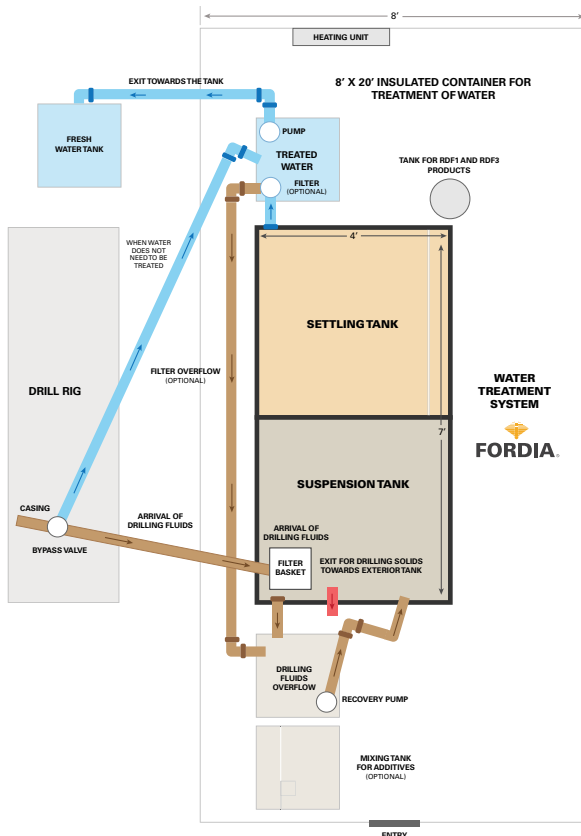 8’
HEATING UNIT
EXIT TOWARDS THE TANK
8’ X 20’ INSULATED CONTAINER FOR
TREATMENT OF WATER
FRESH
WATER TANK
PUMP
TREATED
WATER
FILTER
(OPTIONAL)
TANK FOR RDF1 AND RDF3
PRODUCTS
4’
WHEN WATER
DOES NOT
NEED TO BE
TREATED
SETTLING TANK
FILTER OVERFLOW
(OPTIONAL)
DRILL RIG
WATER
TREATMENT
SYSTEM
FORDIA
7’
SUSPENSION TANK
CASING
ARRIVAL OF
DRILLING FLUIDS
BYPASS VALVE
ARRIVAL OF
DRILLING FLUIDS
FILTER
BASKET
EXIT FOR DRILLING SOLIDS
TOWARDS EXTERIOR TANK
DRILLING
FLUIDS
OVERFLOW
RECOVERY PUMP
MIXING TANK
FOR ADDITIVES
(OPTIONAL)
ENTRY